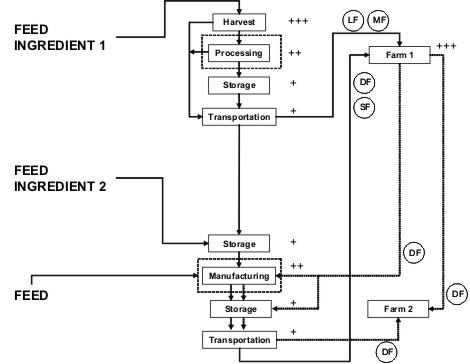 Harvest +++
LF MF
FEED
INGREDIENT 1
Processing ++
Farm 1 +++
Storage +
DF
SF
Transportation +
FEED
INGREDIENT 2
Storage +
DF
Manufacturing ++
FEED
DF
Storage +
Farm 2
Transportation +
DF